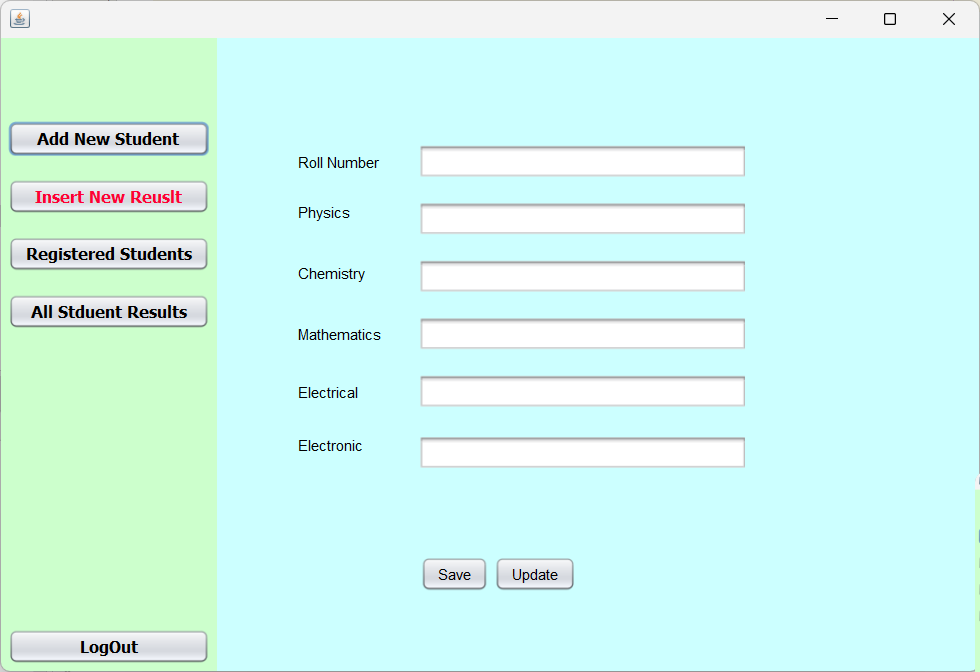 Add New Student
Insert New Reuslt
Registered Students
All Stduent Results
LogOut
Roll Number
Physics
Chemistry
Mathematics
Electrical
Electronic
Save Update